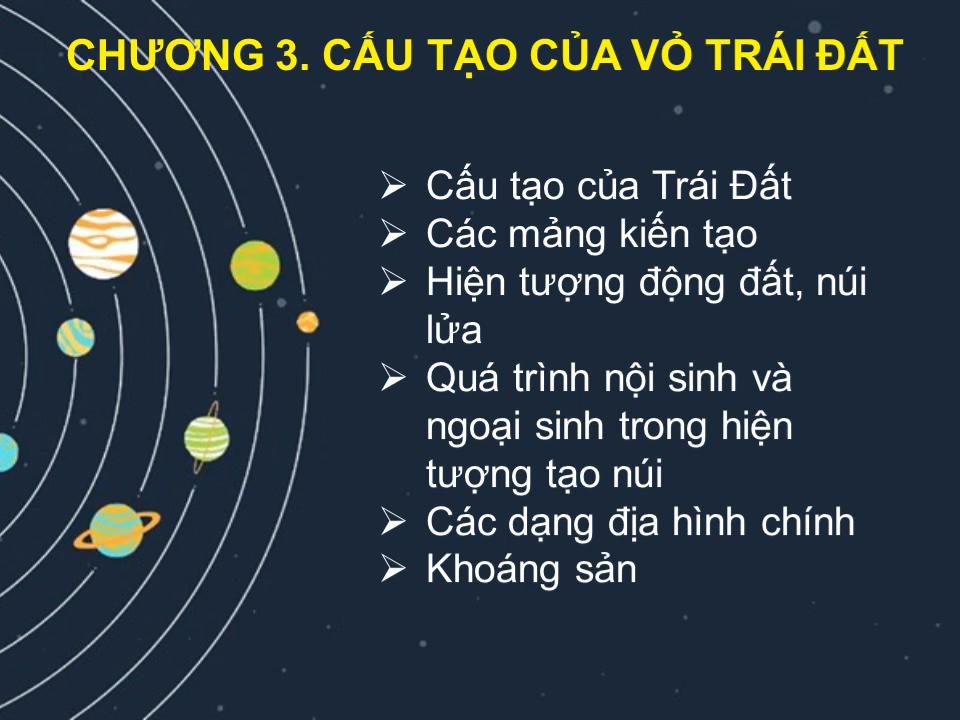 CHƯƠNG 3. CẤU TẠO CỦA VỎ TRÁI ĐẤT
➢ Cấu tạo của Trái Đất
➢ Các mảng kiến tạo
➢ Hiện tượng động đất, núi
lửa
➢ Quá trình nội sinh và
ngoại sinh trong hiện
tượng tạo núi
➢ Các dạng địa hình chính
➢ Khoáng sản